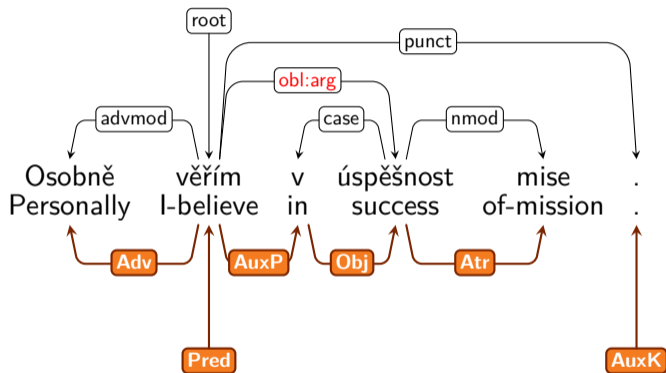 root
punct
obl:arg
advmod
case
nmod
Osobně věřím v úspěšnost mise .
Personally I-believe in success of-mission .
Adv AuxP Obj Atr
Pred AuxK